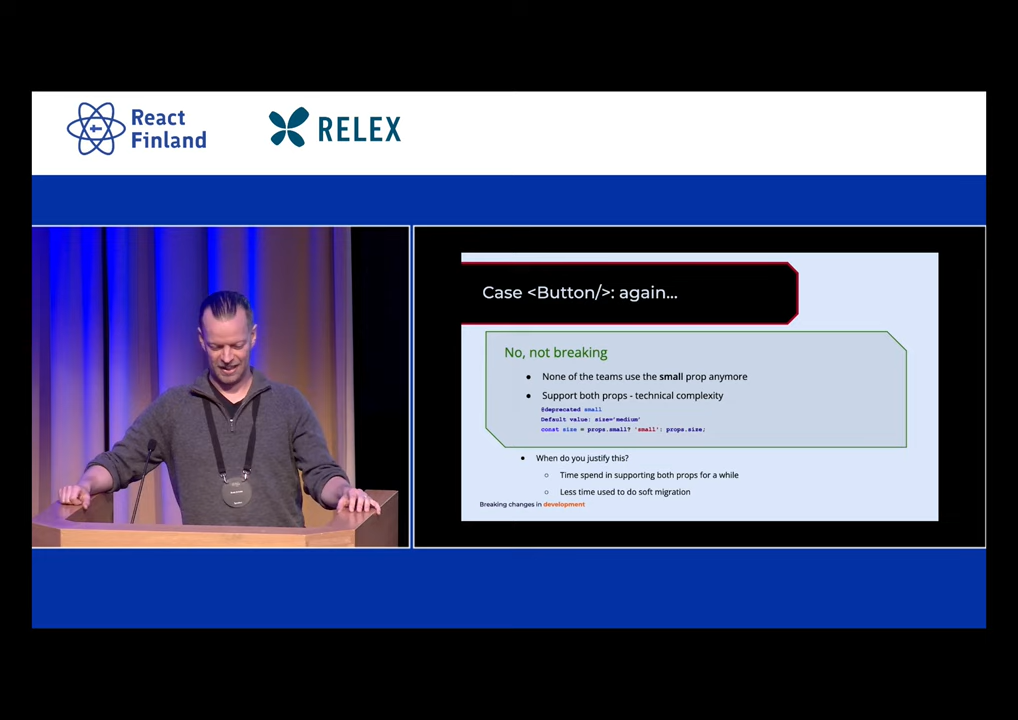 React
Finland
RELEX
Case <Button/>: again...
No, not breaking
● None of the teams use the small prop anymore
● Support both props - technical complexity
@deprecated small
Default value: size='medium'
const size = props.small? 'small': props.size;
● When do you justify this?
○ Time spend in supporting both props for a while
○ Less time used to do soft migration
Breaking changes in development